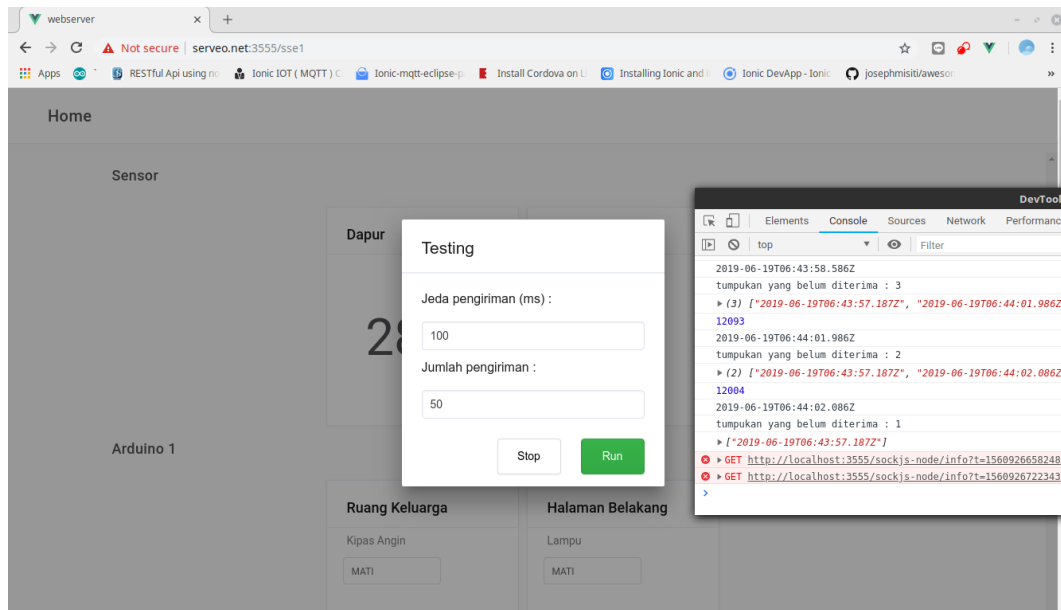 webserver
Not secure | serveo.net:3555/sse1
Apps
RESTful Api using no
Ionic IOT ( MQTT ) C
Ionic-mqtt-eclipse-p
Install Cordova on L
Installing Ionic and
Ionic DevApp - Ionic
josephmisiti/aweson
»
Home
Sensor
Dapur
28
Testing
Jeda pengiriman (ms) :
100
Jumlah pengiriman :
50
Stop
Run
Arduino 1
Ruang Keluarga
Kipas Angin
MATI
Halaman Belakang
Lampu
MATI
DevTool
Elements Console Sources Network Performanc
top
Filter
2019-06-19T06:43:58.586Z
tumpukan yang belum diterima : 3
(3) ["2019-06-19T06:43:57.187Z", "2019-06-19T06:44:01.986Z
12093
2019-06-19T06:44:01.986Z
tumpukan yang belum diterima : 2
(2) ["2019-06-19T06:43:57.187Z", "2019-06-19T06:44:02.086Z
12004
2019-06-19T06:44:02.086Z
tumpukan yang belum diterima : 1
["2019-06-19T06:43:57.187Z"]
GET http://localhost:3555/sockjs-node/info?t=1560926658248
GET http://localhost:3555/sockjs-node/info?t=1560926722343